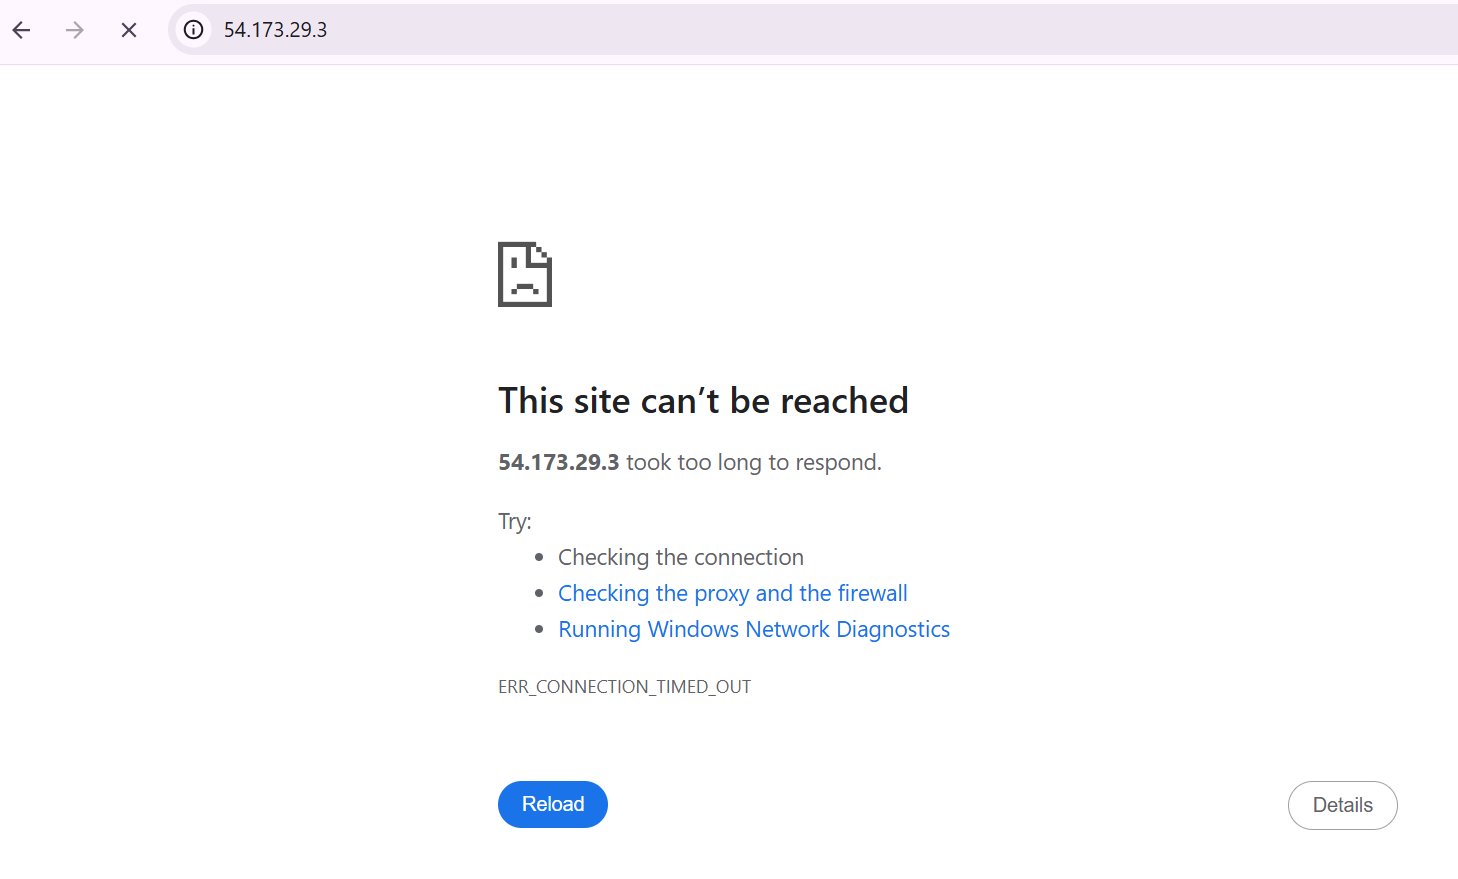 54.173.29.3
This site can’t be reached
54.173.29.3 took too long to respond.
Try:
Checking the connection
Checking the proxy and the firewall
Running Windows Network Diagnostics
ERR_CONNECTION_TIMED_OUT
Reload
Details